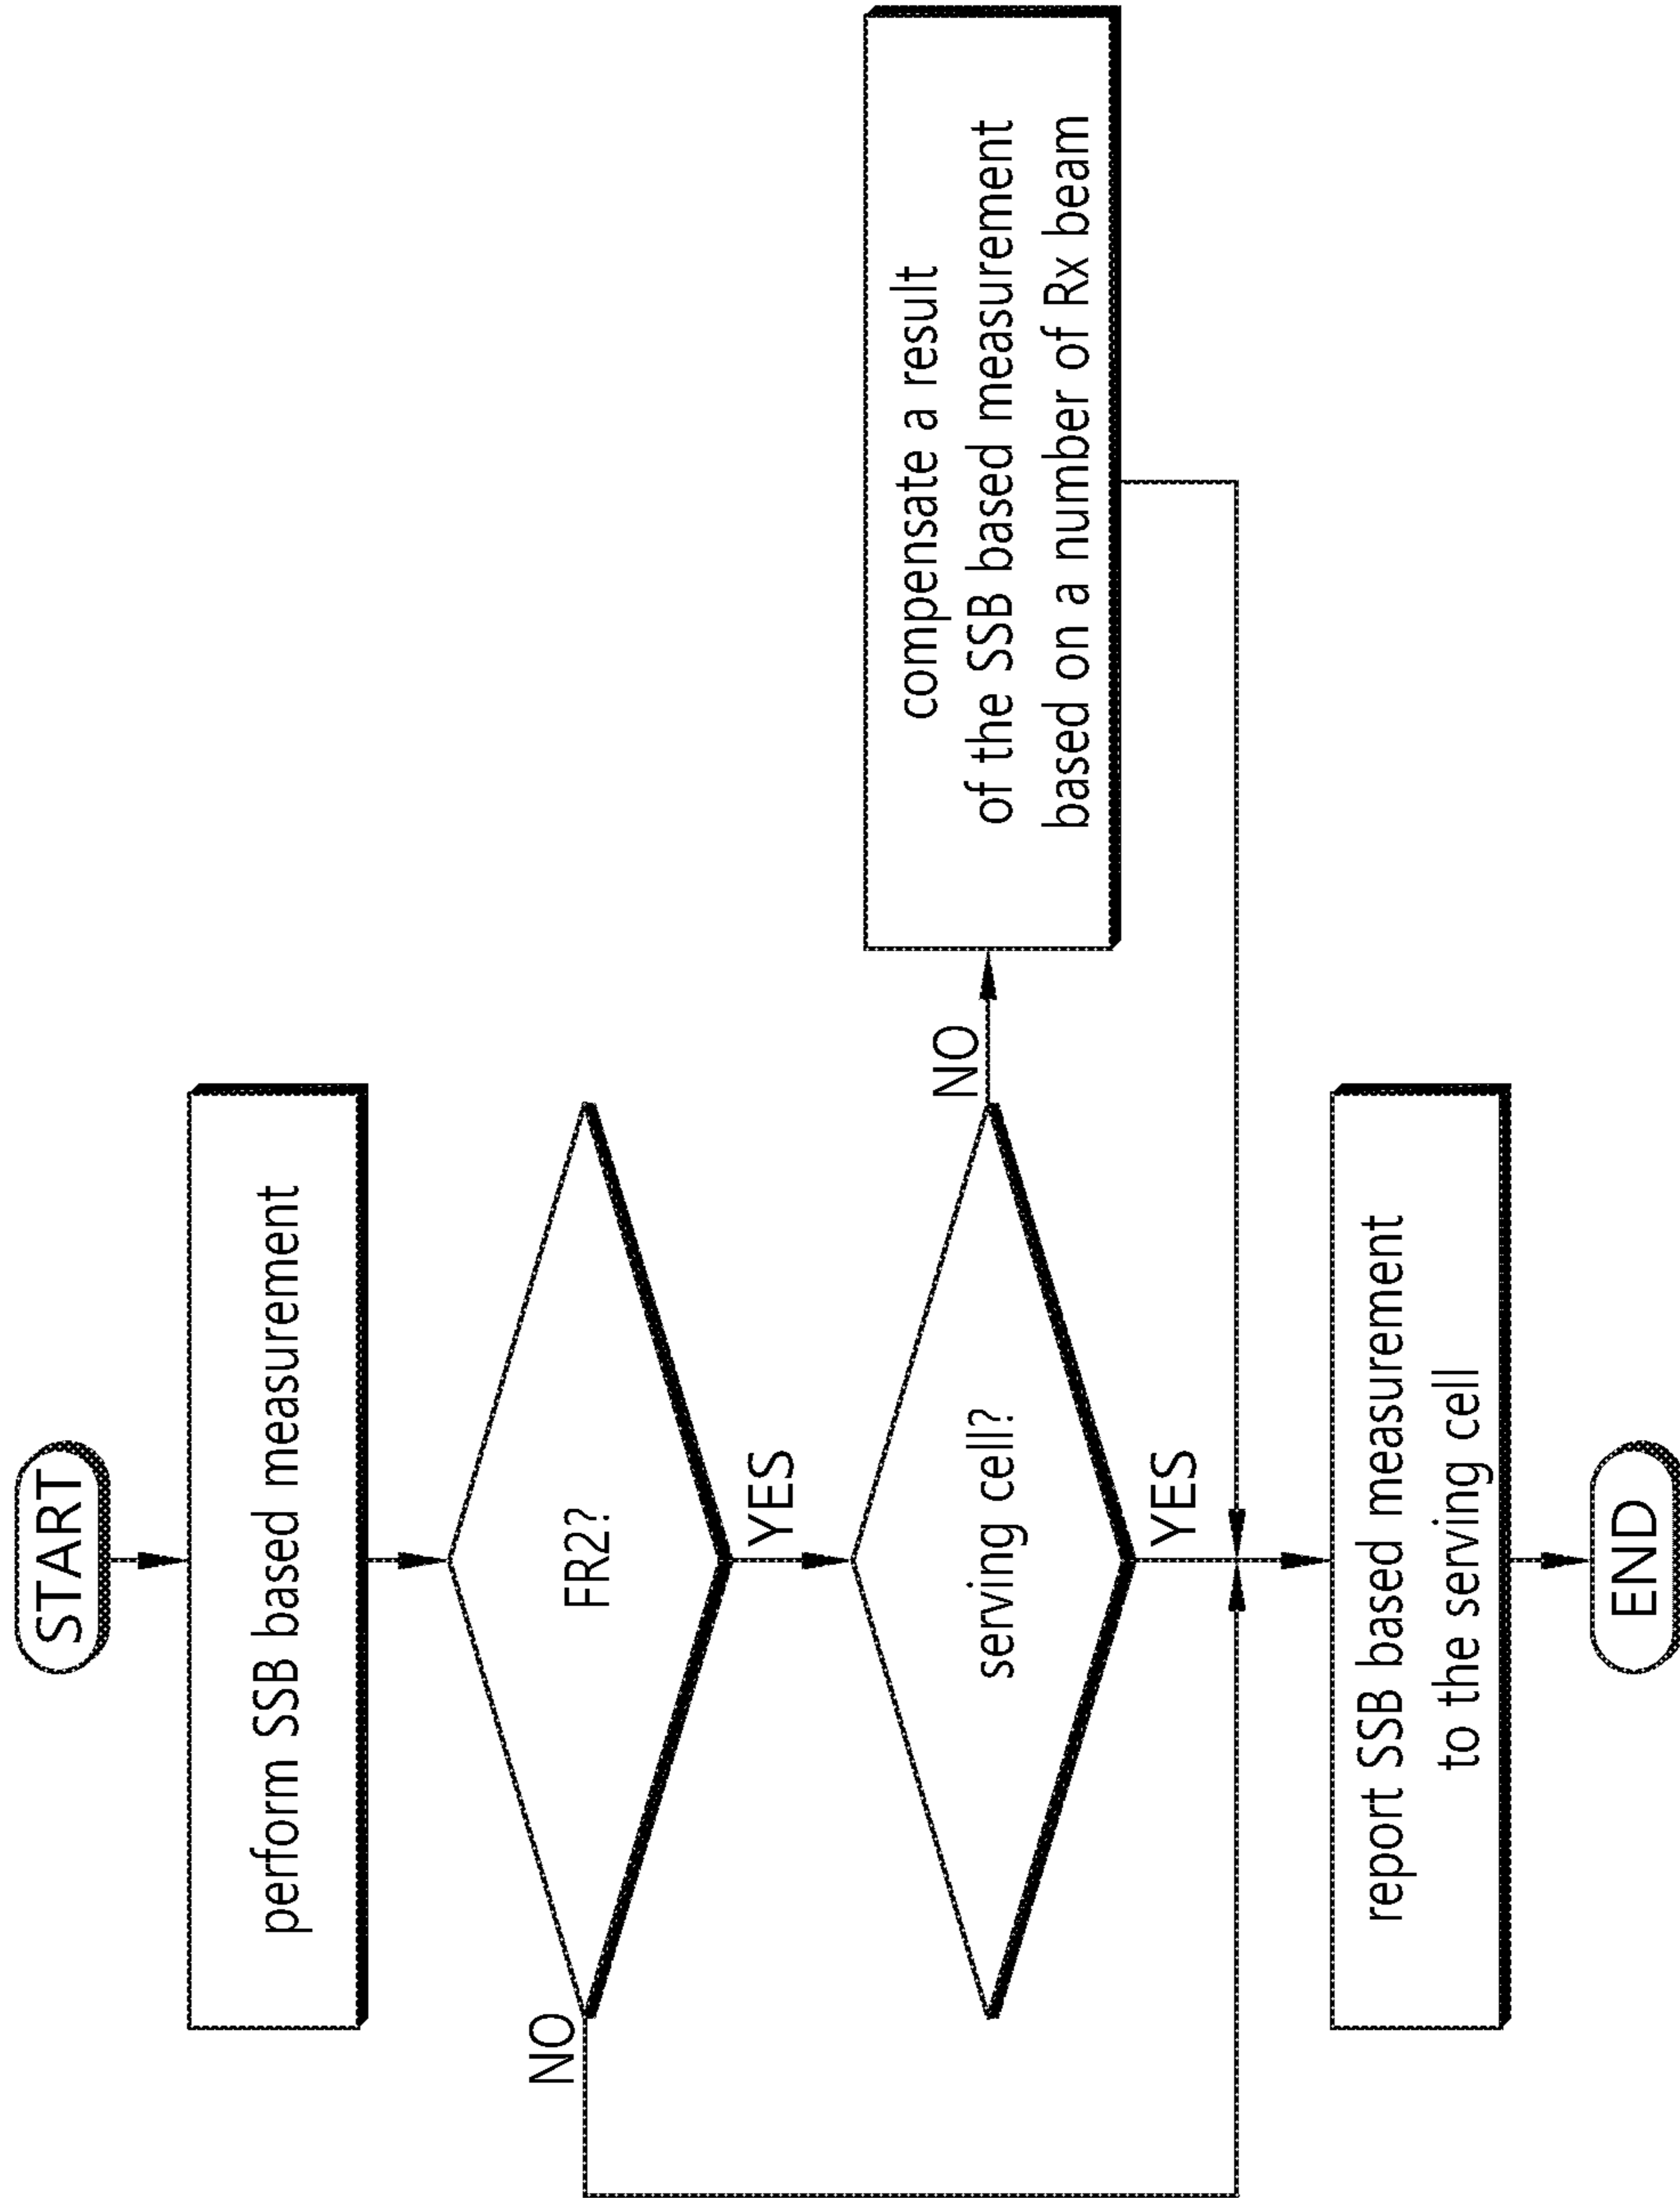 START
perform SSB based measurement
FR2?
NO
YES
serving cell?
NO
YES
compensate a result
of the SSB based measurement
based on a number of Rx beam
report SSB based measurement
to the serving cell
END